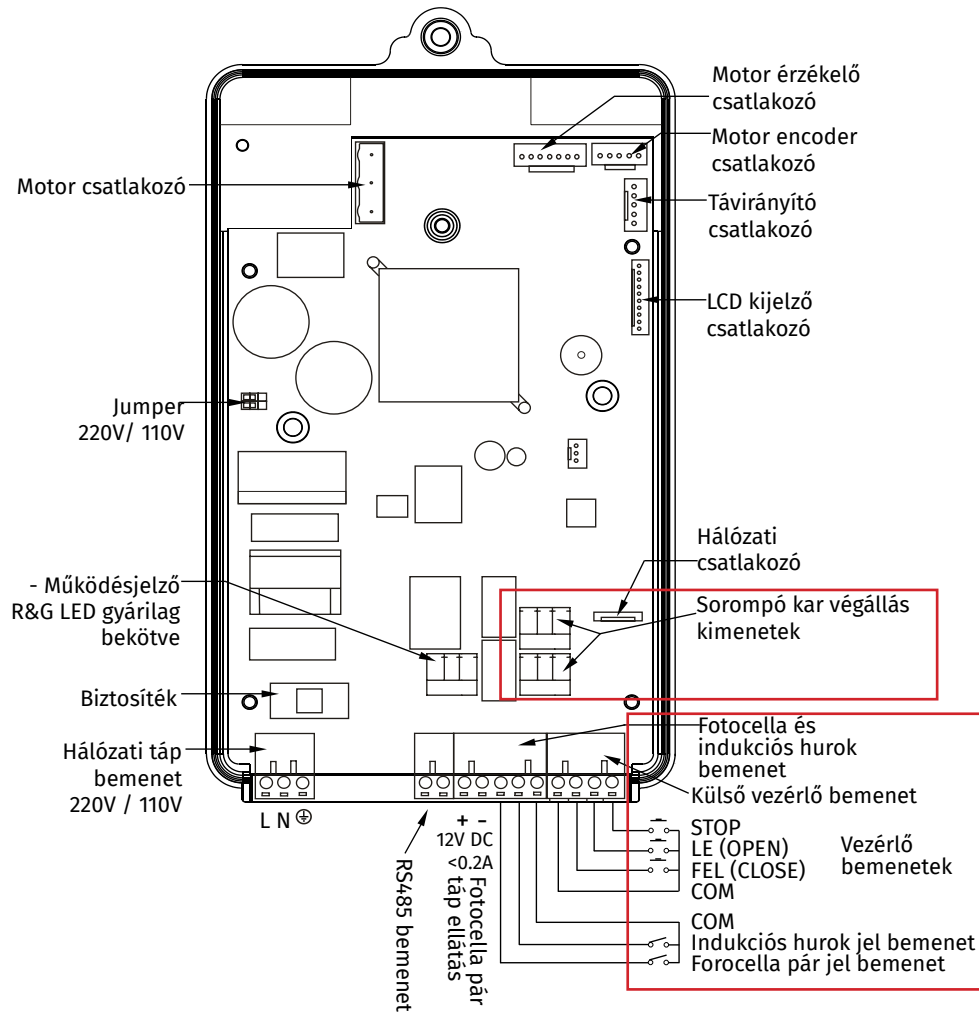 Motor érzékelő
csatlakozó
Motor encoder
csatlakozó
Motor csatlakozó
Távirányító
csatlakozó
LCD kijelző
csatlakozó
Jumper
220V/ 110V
Hálózati
csatlakozó
- Működésjelző
R&G LED gyárilag
bekötve
Sorompó kar végállás
kimenetek
Biztosíték
Fotocella és
indukciós hurok
bemenet
Hálózati táp
bemenet
220V / 110V
Külső vezérlő bemenet
L N
+ -
12V DC
<0.2A
RS485 bemenet
Fotocella pár
táp ellátás
STOP
LE (OPEN)
FEL (CLOSE)
COM
Vezérlő
bemenetek
COM
Indukciós hurok jel bemenet
Forocella pár jel bemenet